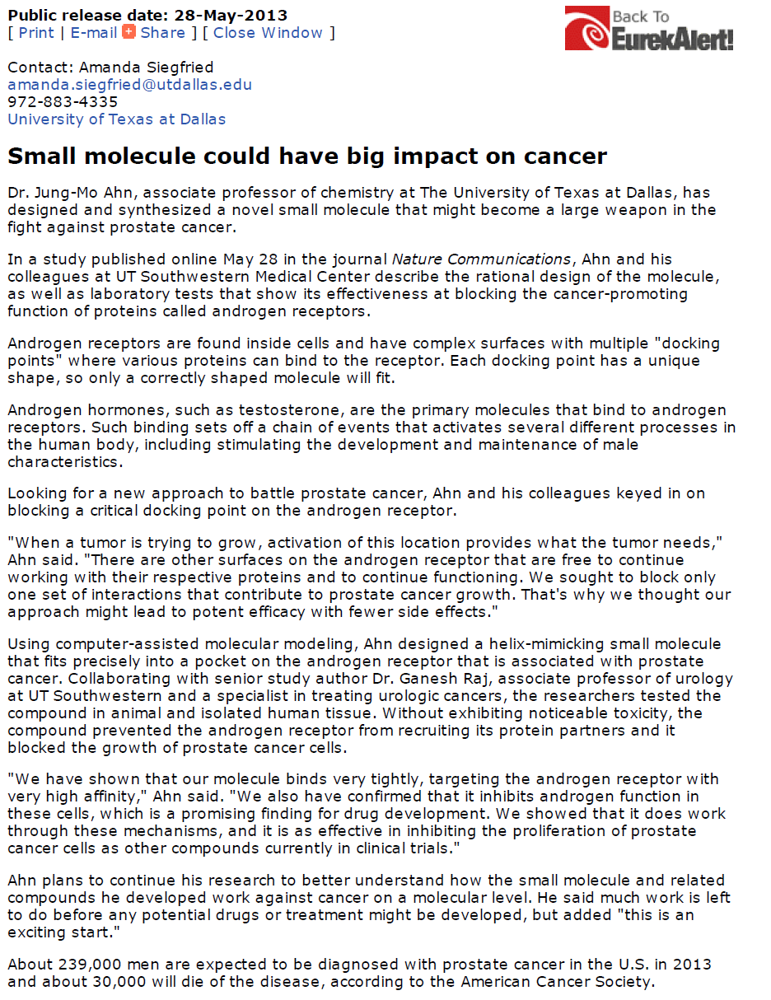 Public release date: 28-May-2013
[ Print | E-mail + Share ] [ Close Window ]
Back To
EurekAlert!
Contact: Amanda Siegfried
amanda.siegfried@utdallas.edu
972-883-4335
University of Texas at Dallas
Small molecule could have big impact on cancer
Dr. Jung-Mo Ahn, associate professor of chemistry at The University of Texas at Dallas, has
designed and synthesized a novel small molecule that might become a large weapon in the
fight against prostate cancer.
In a study published online May 28 in the journal Nature Communications, Ahn and his
colleagues at UT Southwestern Medical Center describe the rational design of the molecule,
as well as laboratory tests that show its effectiveness at blocking the cancer-promoting
function of proteins called androgen receptors.
Androgen receptors are found inside cells and have complex surfaces with multiple "docking
points" where various proteins can bind to the receptor. Each docking point has a unique
shape, so only a correctly shaped molecule will fit.
Androgen hormones, such as testosterone, are the primary molecules that bind to androgen
receptors. Such binding sets off a chain of events that activates several different processes in
the human body, including stimulating the development and maintenance of male
characteristics.
Looking for a new approach to battle prostate cancer, Ahn and his colleagues keyed in on
blocking a critical docking point on the androgen receptor.
"When a tumor is trying to grow, activation of this location provides what the tumor needs,"
Ahn said. "There are other surfaces on the androgen receptor that are free to continue
working with their respective proteins and to continue functioning. We sought to block only
one set of interactions that contribute to prostate cancer growth. That's why we thought our
approach might lead to potent efficacy with fewer side effects."
Using computer-assisted molecular modeling, Ahn designed a helix-mimicking small molecule
that fits precisely into a pocket on the androgen receptor that is associated with prostate
cancer. Collaborating with senior study author Dr. Ganesh Raj, associate professor of urology
at UT Southwestern and a specialist in treating urologic cancers, the researchers tested the
compound in animal and isolated human tissue. Without exhibiting noticeable toxicity, the
compound prevented the androgen receptor from recruiting its protein partners and it
blocked the growth of prostate cancer cells.
"We have shown that our molecule binds very tightly, targeting the androgen receptor with
very high affinity," Ahn said. "We also have confirmed that it inhibits androgen function in
these cells, which is a promising finding for drug development. We showed that it does work
through these mechanisms, and it is as effective in inhibiting the proliferation of prostate
cancer cells as other compounds currently in clinical trials."
Ahn plans to continue his research to better understand how the small molecule and related
compounds he developed work against cancer on a molecular level. He said much work is left
to do before any potential drugs or treatment might be developed, but added "this is an
exciting start."
About 239,000 men are expected to be diagnosed with prostate cancer in the U.S. in 2013
and about 30,000 will die of the disease, according to the American Cancer Society.